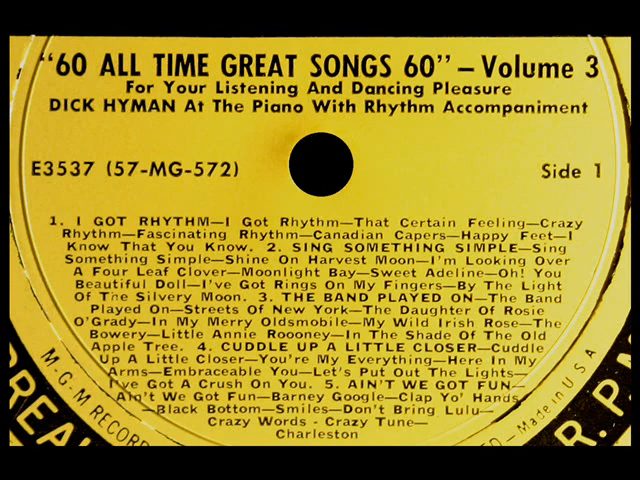 "60 ALL TIME GREAT SONGS 60" – Volume 3
For Your Listening And Dancing Pleasure
DICK HYMAN At The Piano With Rhythm Accompaniment
E3537 (57-MG-572)
Side 1
1. I GOT RHYTHM—I Got Rhythm—That Certain Feeling—Crazy
Rhythm—Fascinating Rhythm—Canadian Capers—Happy Feet—I
Know That You Know. 2. SING SOMETHING SIMPLE—Sing
Something Simple—Shine On Harvest Moon—I'm Looking Over
A Four Leaf Clover—Moonlight Bay—Sweet Adeline—Oh! You
Beautiful Doll—I've Got Rings On My Fingers—By The Light
Of The Silvery Moon. 3. THE BAND PLAYED ON—The Band
Played On—Streets Of New York—The Daughter Of Rosie
O'Grady—In My Merry Oldsmobile—My Wild Irish Rose—The
Bowery—Little Annie Roooney—In The Shade Of The Old
Apple Tree. 4. CUDDLE UP A LITTLE CLOSER—Cuddle
Up A Little Closer—You're My Everything—Here In My
Arms—Embraceable You—Let's Put Out The Lights—
I've Got A Crush On You. 5. AIN'T WE GOT FUN—
Ain't We Got Fun—Barney Google—Clap Yo' Hands
—Black Bottom—Smiles—Don't Bring Lulu—
Crazy Words - Crazy Tune—
Charleston
M-G-M RECOR
—Made in U S A
REA
R.P.